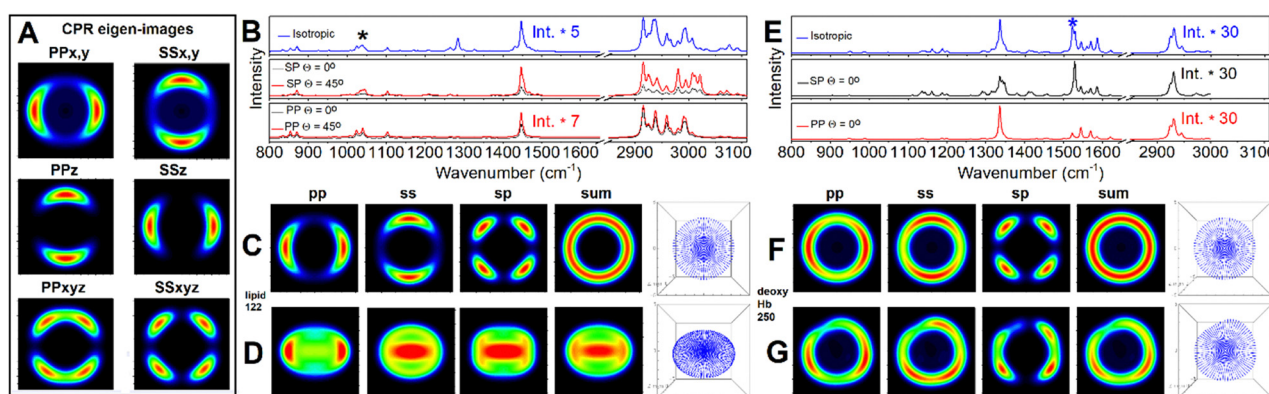 A
CPR eigen-images
PPx,y SSx,y
PPz SSz
PPxyz SSxyz
B
Intensity
Isotropic
*
Int. * 5
SP Θ = 0º
SP Θ = 45º
PP Θ = 0º
PP Θ = 45º
Int. * 7
800 900 1000 1100 1200 1300 1400 1500 2900 3000 3100
Wavenumber (cm-1)
pp ss sp sum
C
lipid
122
D
E
Intensity
Isotropic
*
Int. * 30
SP Θ = 0º
Int. * 30
PP Θ = 0º
Int. * 30
800 900 1000 1100 1200 1300 1400 1500 1600 2900 3000 3100
Wavenumber (cm-1)
pp ss sp sum
F
deoxy
Hb
250
G